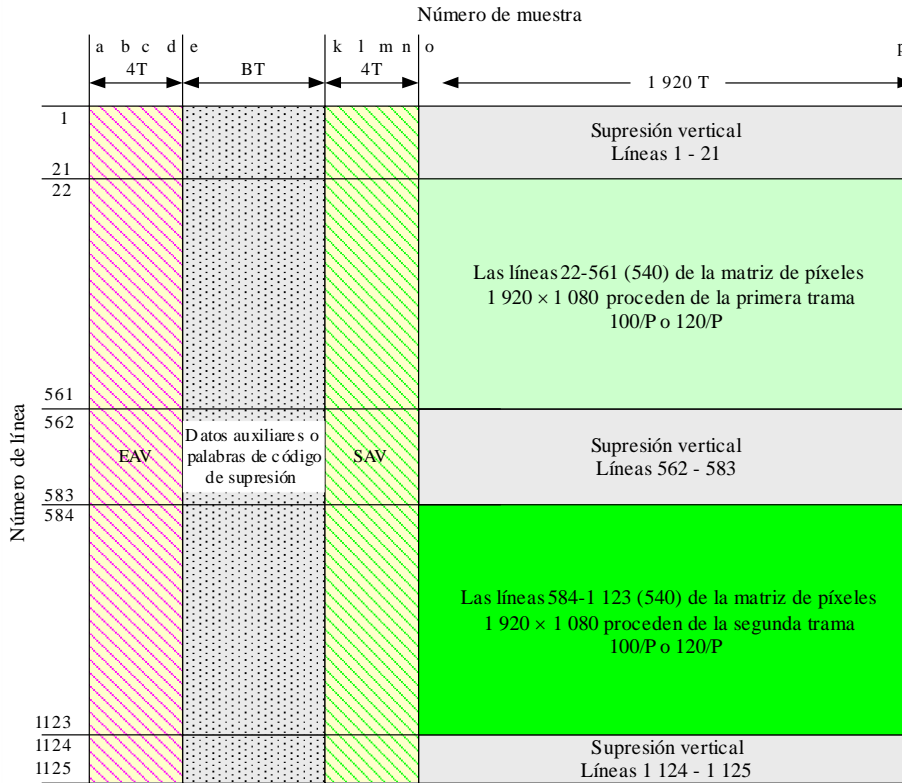 Número de muestra
a b c d e k l m n o p
4T BT 4T 1 920 T
Número de línea
1
21
22
561
562
583
584
1123
1124
1125
Supresión vertical
Líneas 1 - 21
Las líneas 22-561 (540) de la matriz de píxeles
1 920 × 1 080 proceden de la primera trama
100/P o 120/P
EAV
Datos auxiliares o
palabras de código
de supresión
SAV
Supresión vertical
Líneas 562 - 583
Las líneas 584-1 123 (540) de la matriz de píxeles
1 920 × 1 080 proceden de la segunda trama
100/P o 120/P
Supresión vertical
Líneas 1 124 - 1 125